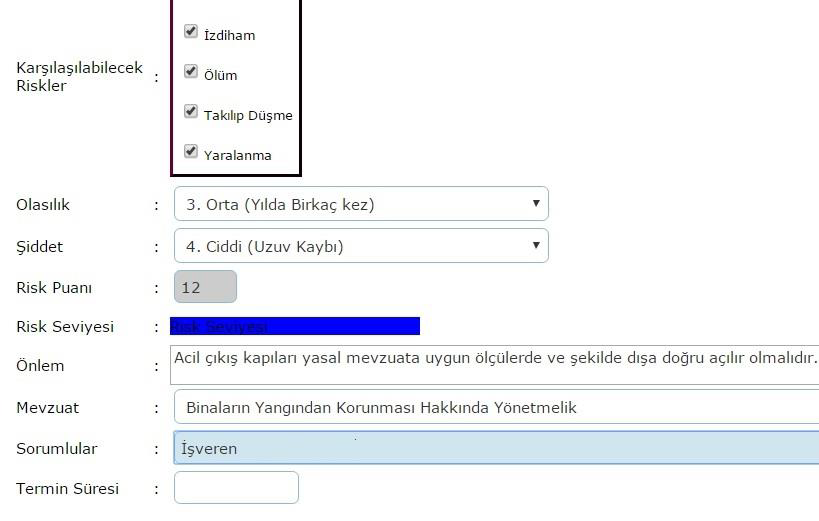 İzdiham
Karşılaşılabilecek
Riskler :
Ölüm
Takılıp Düşme
Yaralanma
Olasılık : 3. Orta (Yılda Birkaç kez)
Şiddet : 4. Ciddi (Uzuv Kaybı)
Risk Puanı : 12
Risk Seviyesi : Risk Seviyesi
Önlem : Acil çıkış kapıları yasal mevzuata uygun ölçülerde ve şekilde dışa doğru açılır olmalıdır.
Mevzuat : Binaların Yangından Korunması Hakkında Yönetmelik
Sorumlular : İşveren
Termin Süresi :